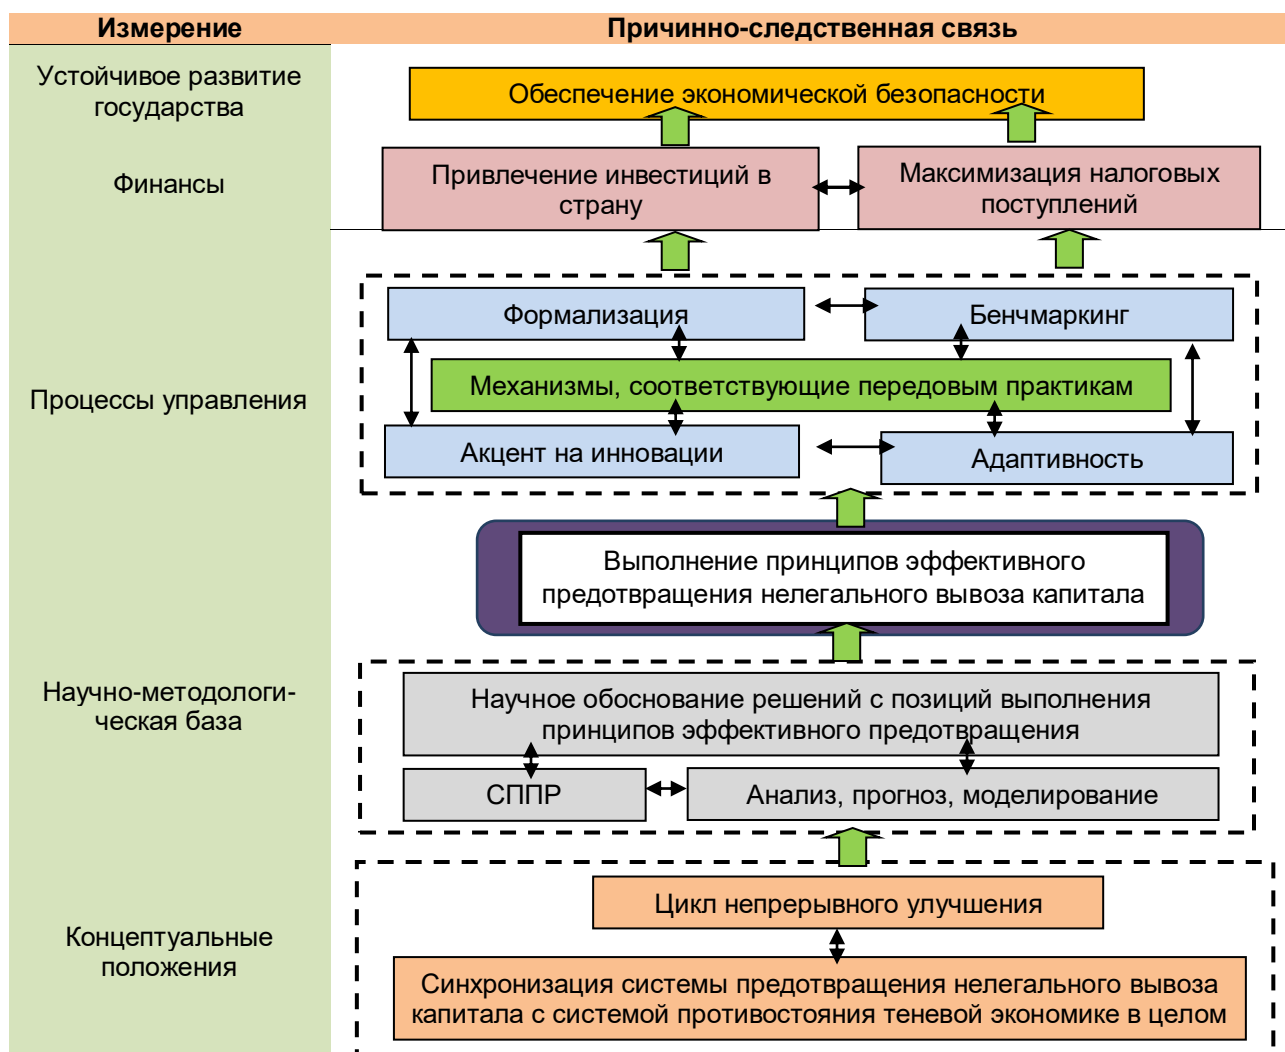 Измерение
Причинно-следственная связь
Устойчивое развитие
государства
Обеспечение экономической безопасности
Финансы
Привлечение инвестиций в
страну
Максимизация налоговых
поступлений
Процессы управления
Формализация
Бенчмаркинг
Механизмы, соответствующие передовым практикам
Акцент на инновации
Адаптивность
Выполнение принципов эффективного
предотвращения нелегального вывоза капитала
Научно-методологи-
ческая база
Научное обоснование решений с позиций выполнения
принципов эффективного предотвращения
СППР
Анализ, прогноз, моделирование
Концептуальные
положения
Цикл непрерывного улучшения
Синхронизация системы предотвращения нелегального вывоза
капитала с системой противостояния теневой экономике в целом